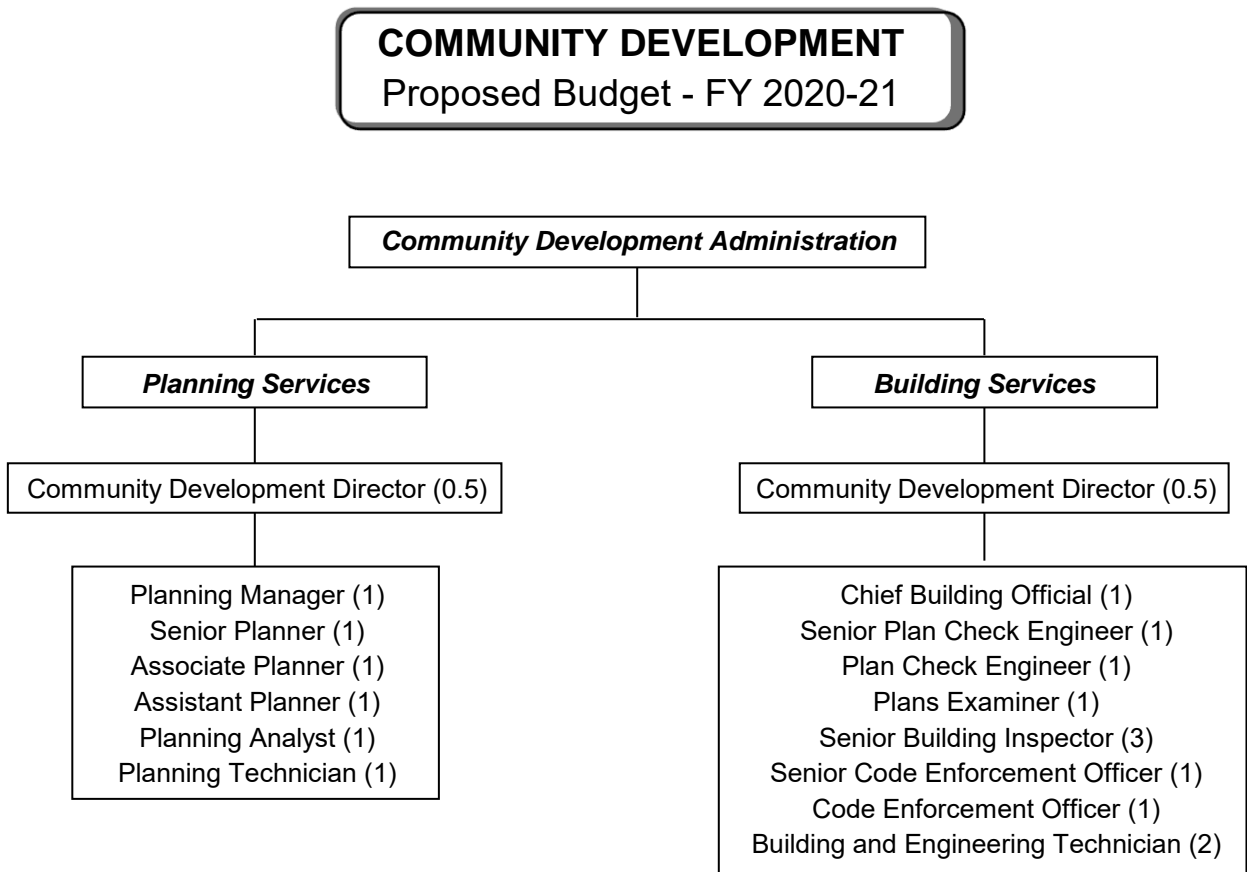 COMMUNITY DEVELOPMENT
Proposed Budget - FY 2020-21
Community Development Administration
Planning Services
Building Services
Community Development Director (0.5)
Community Development Director (0.5)
Planning Manager (1)
Senior Planner (1)
Associate Planner (1)
Assistant Planner (1)
Planning Analyst (1)
Planning Technician (1)
Chief Building Official (1)
Senior Plan Check Engineer (1)
Plan Check Engineer (1)
Plans Examiner (1)
Senior Building Inspector (3)
Senior Code Enforcement Officer (1)
Code Enforcement Officer (1)
Building and Engineering Technician (2)